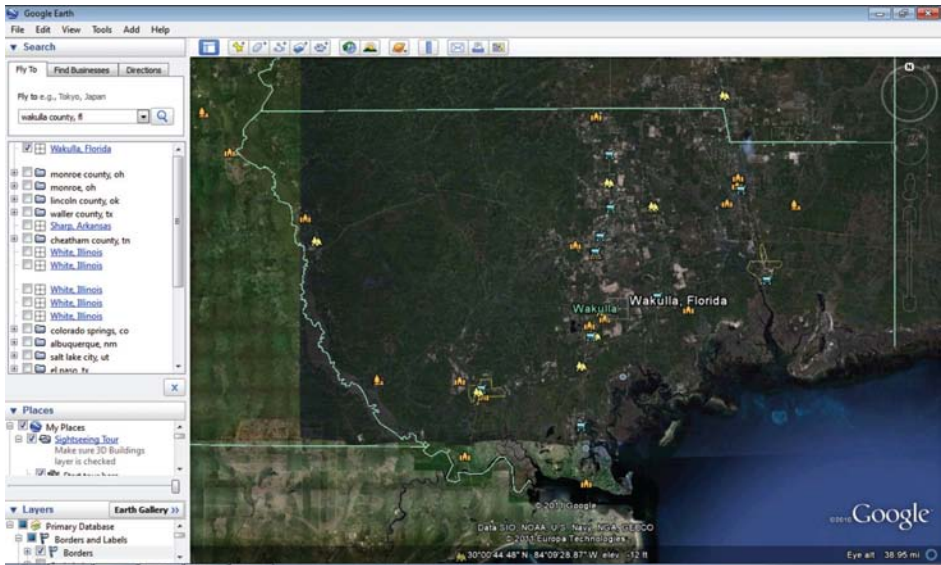 Google Earth
File Edit View Tools Add Help
Search
Fly To Find Businesses Directions
Fly to e.g., Tokyo, Japan
wakulla county, fl
Wakulla, Florida
monroe county, oh
monroe, oh
lincoln county, ok
waller county, tx
Sharp, Arkansas
cheatham county, tn
White, Illinois
White, Illinois
White, Illinois
White, Illinois
White, Illinois
colorado springs, co
albuquerque, nm
salt lake city, ut
el paso, tx
Places
My Places
Sightseeing Tour
Make sure 3D Buildings
layer is checked
Start tour here
Layers Earth Gallery >>
Primary Database
Borders and Labels
Borders
N
Wakulla Wakulla, Florida
© 2011 Google
Data SIO, NOAA, U.S. Navy, NGA, GEBCO
© 2011 Europa Technologies
©2010 Google
30°00'44.48" N 84°09'28.87" W elev -12 ft
Eye alt 38.95 mi